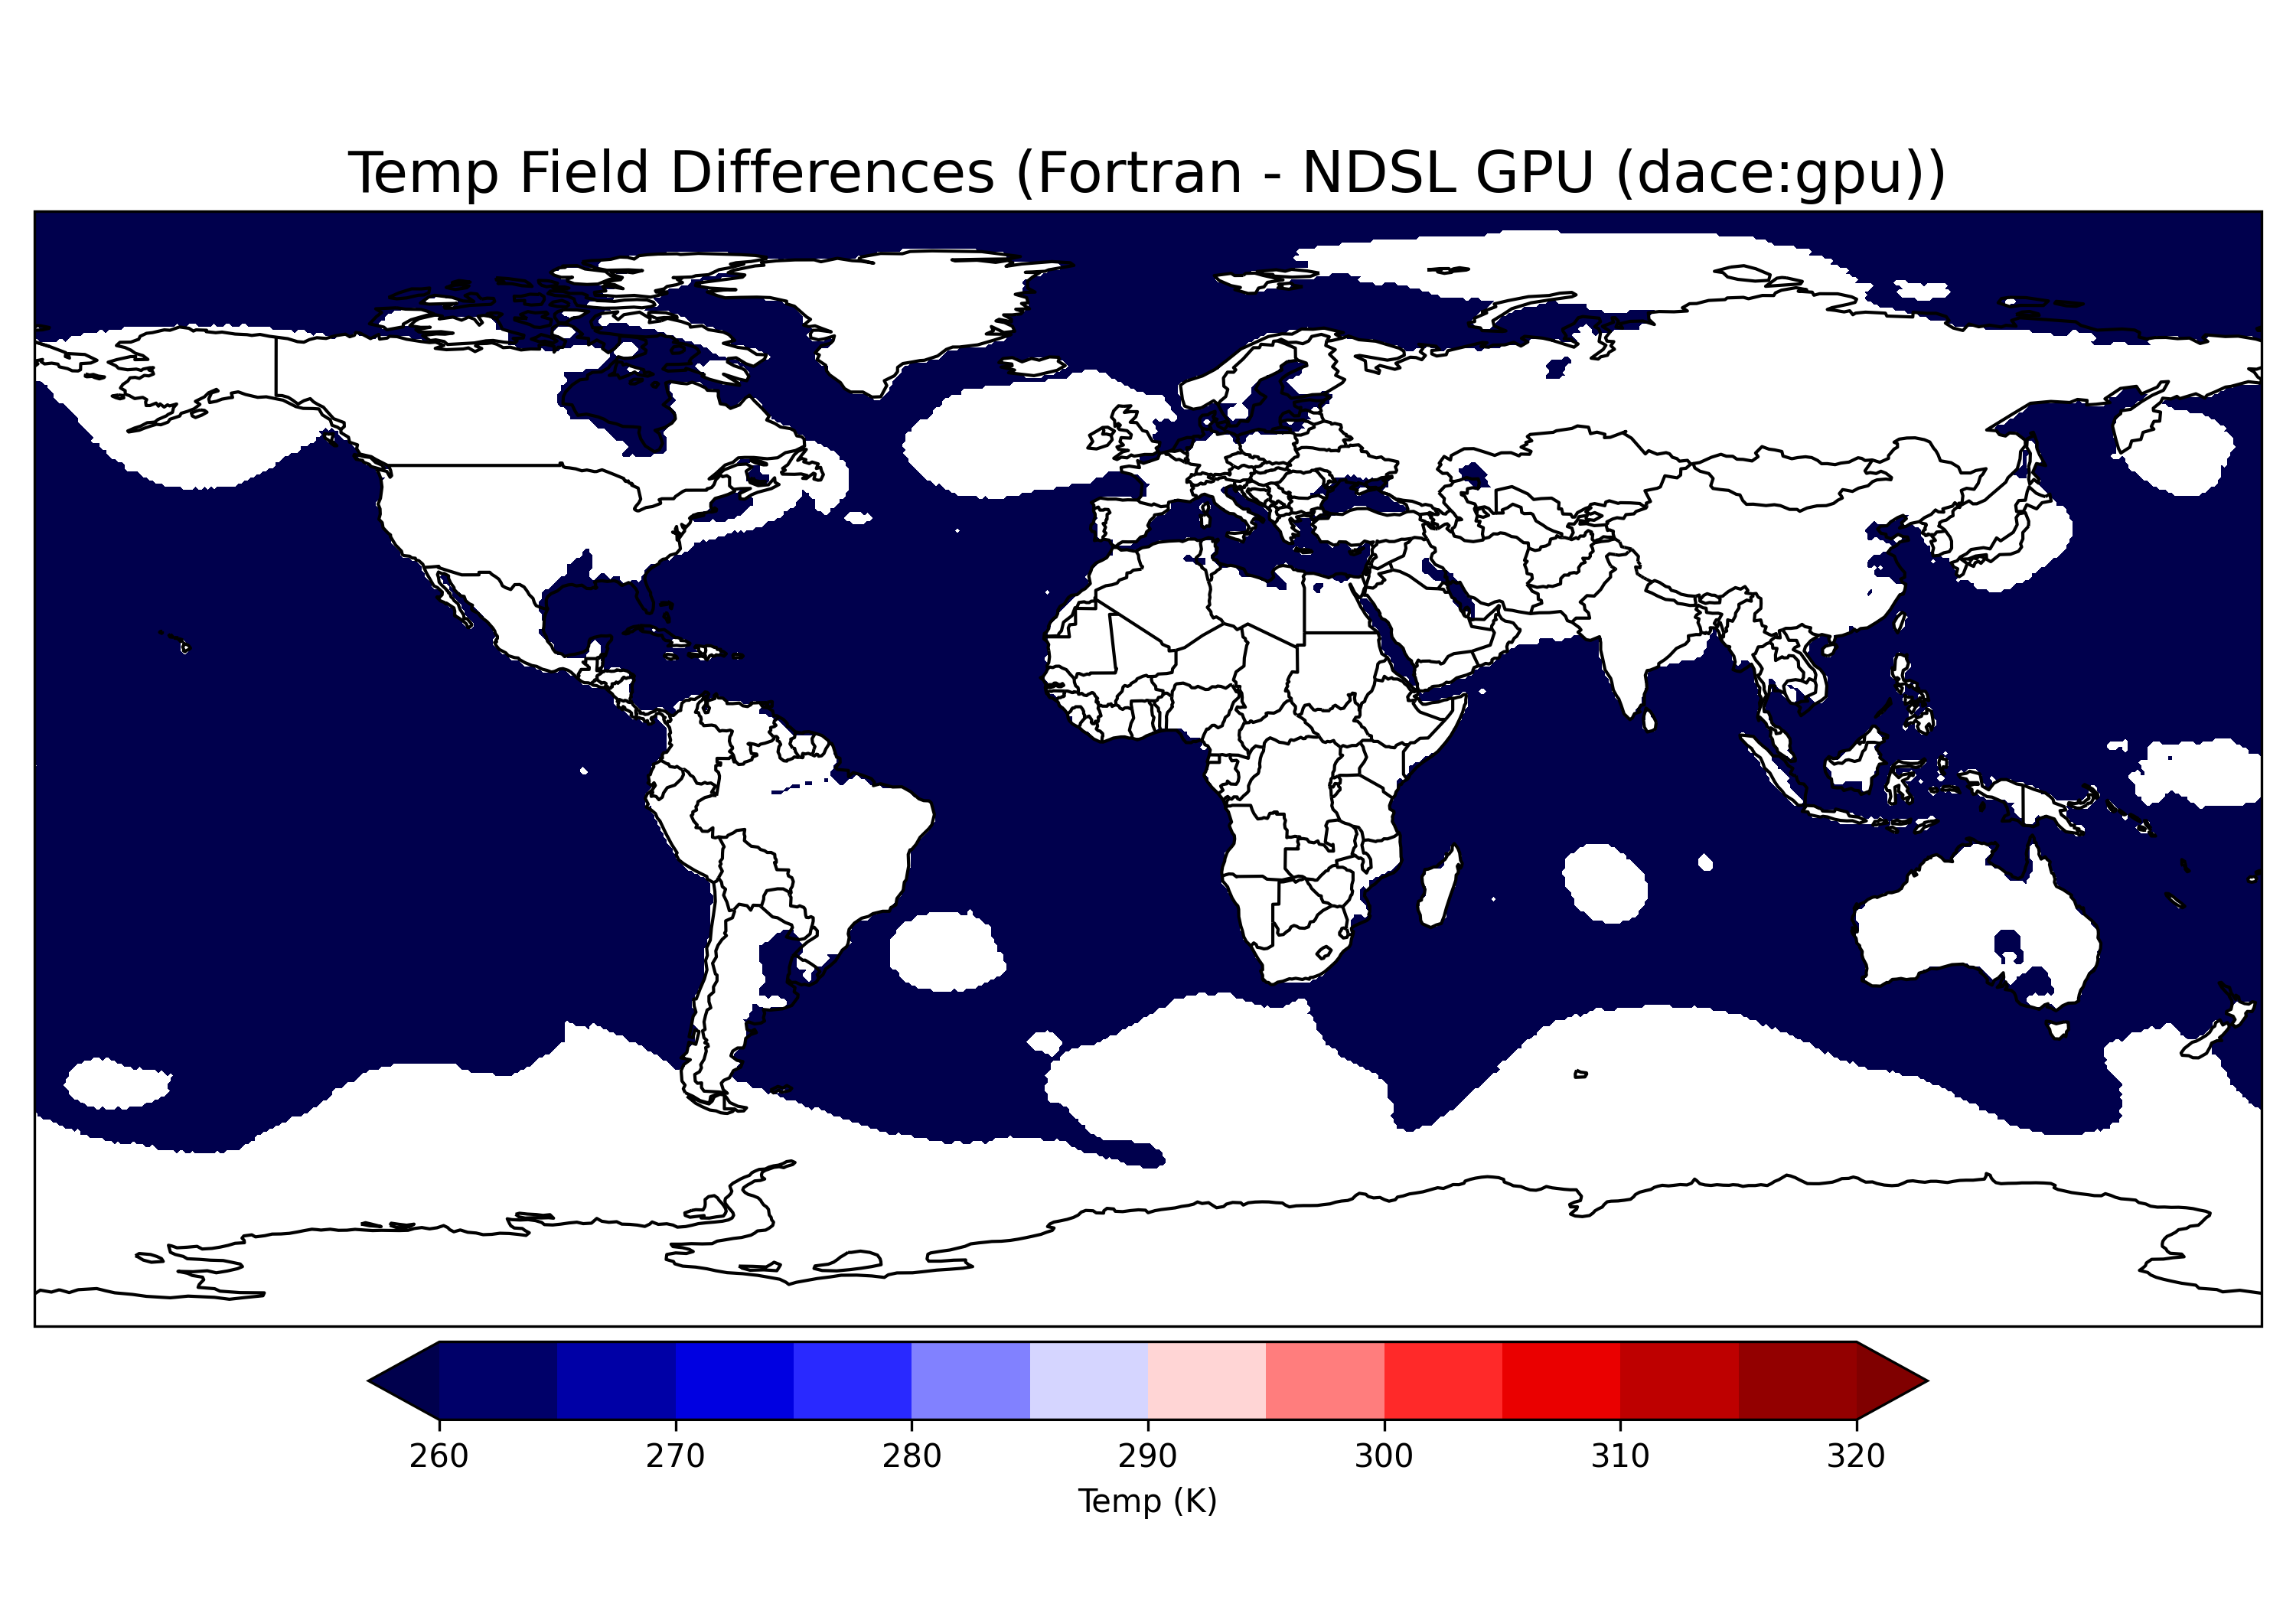 Temp Field Differences (Fortran - NDSL GPU (dace:gpu))
260 270 280 290 300 310 320
Temp (K)